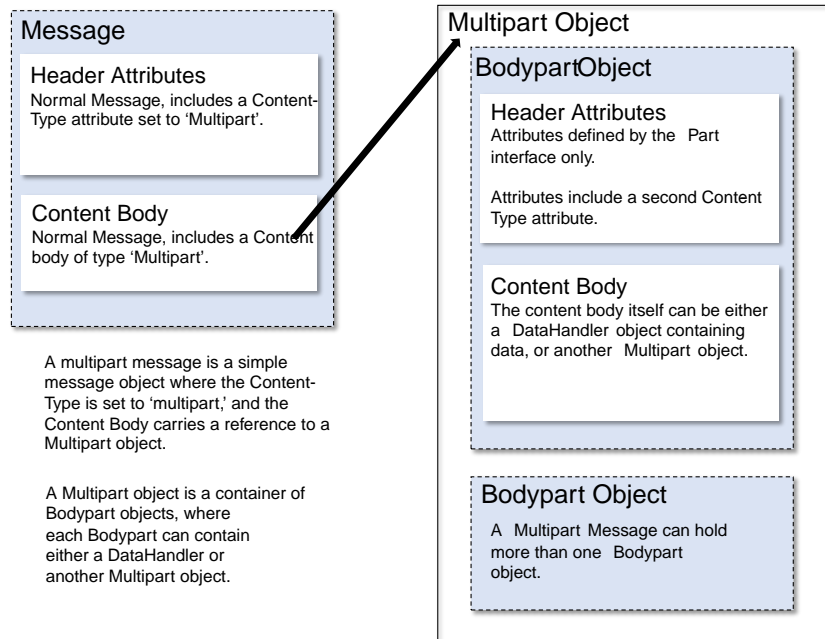 Message
Header Attributes
Normal Message, includes a Content-
Type attribute set to ‘Multipart’.
Content Body
Normal Message, includes a Content
body of type ‘Multipart’.
A multipart message is a simple
message object where the Content-
Type is set to ‘multipart,’ and the
Content Body carries a reference to a
Multipart object.
A Multipart object is a container of
Bodypart objects, where
each Bodypart can contain
either a DataHandler or
another Multipart object.
Multipart Object
BodypartObject
Header Attributes
Attributes defined by the Part
interface only.
Attributes include a second Content
Type attribute.
Content Body
The content body itself can be either
a DataHandler object containing
data, or another Multipart object.
Bodypart Object
A Multipart Message can hold
more than one Bodypart
object.